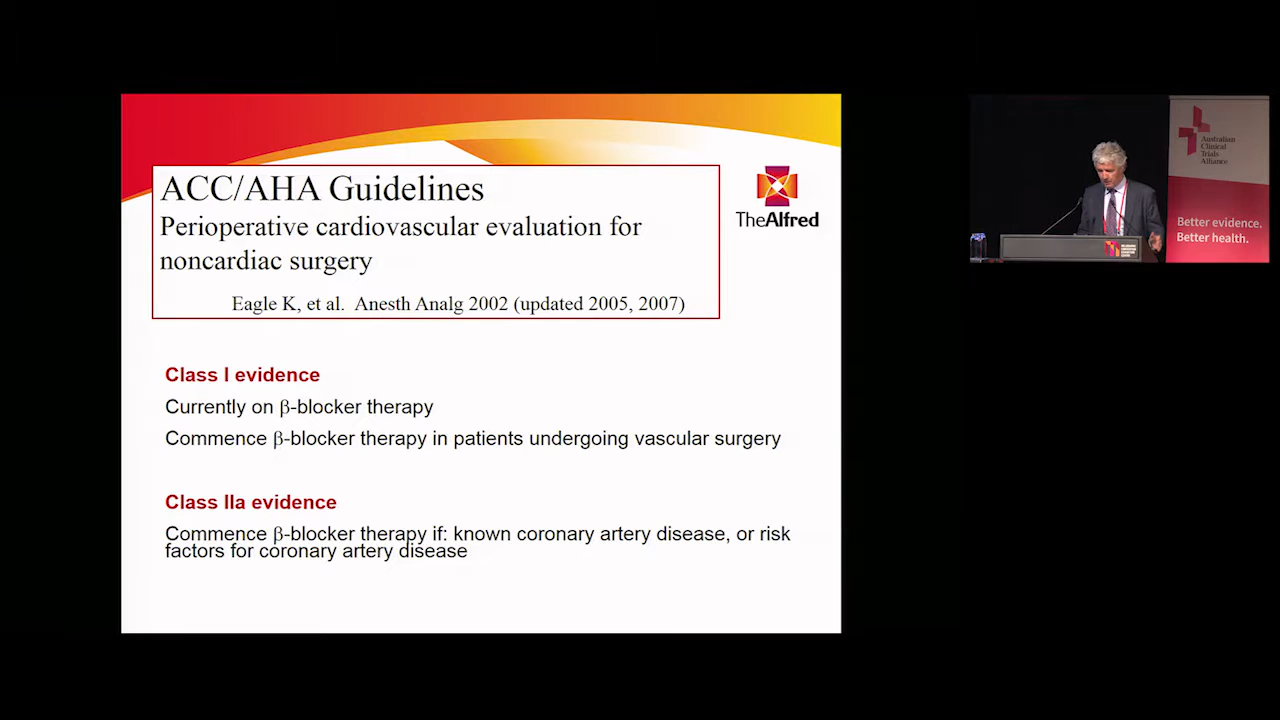 ACC/AHA Guidelines
Perioperative cardiovascular evaluation for
noncardiac surgery
Eagle K, et al. Anesth Analg 2002 (updated 2005, 2007)
TheAlfred
Class I evidence
Currently on β-blocker therapy
Commence β-blocker therapy in patients undergoing vascular surgery
Class IIa evidence
Commence β-blocker therapy if: known coronary artery disease, or risk
factors for coronary artery disease
Australian
Clinical
Trials
Alliance
Better evidence.
Better health.